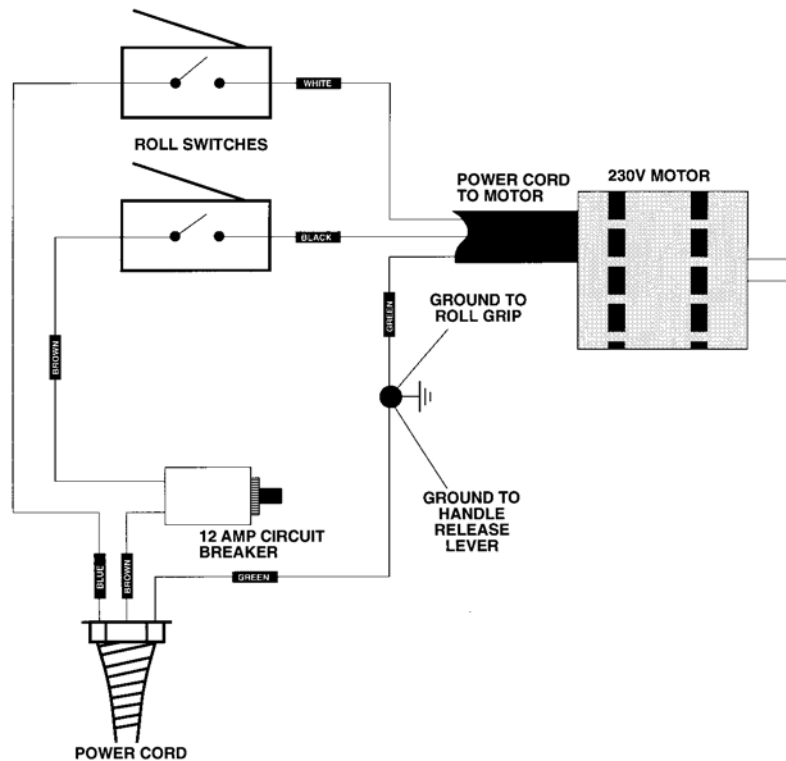 WHITE
ROLL SWITCHES
POWER CORD
TO MOTOR
230V MOTOR
BLACK
GROUND TO
ROLL GRIP
GREEN
BROWN
GROUND TO
HANDLE
RELEASE
LEVER
12 AMP CIRCUIT
BREAKER
BLUE
BROWN
GREEN
POWER CORD